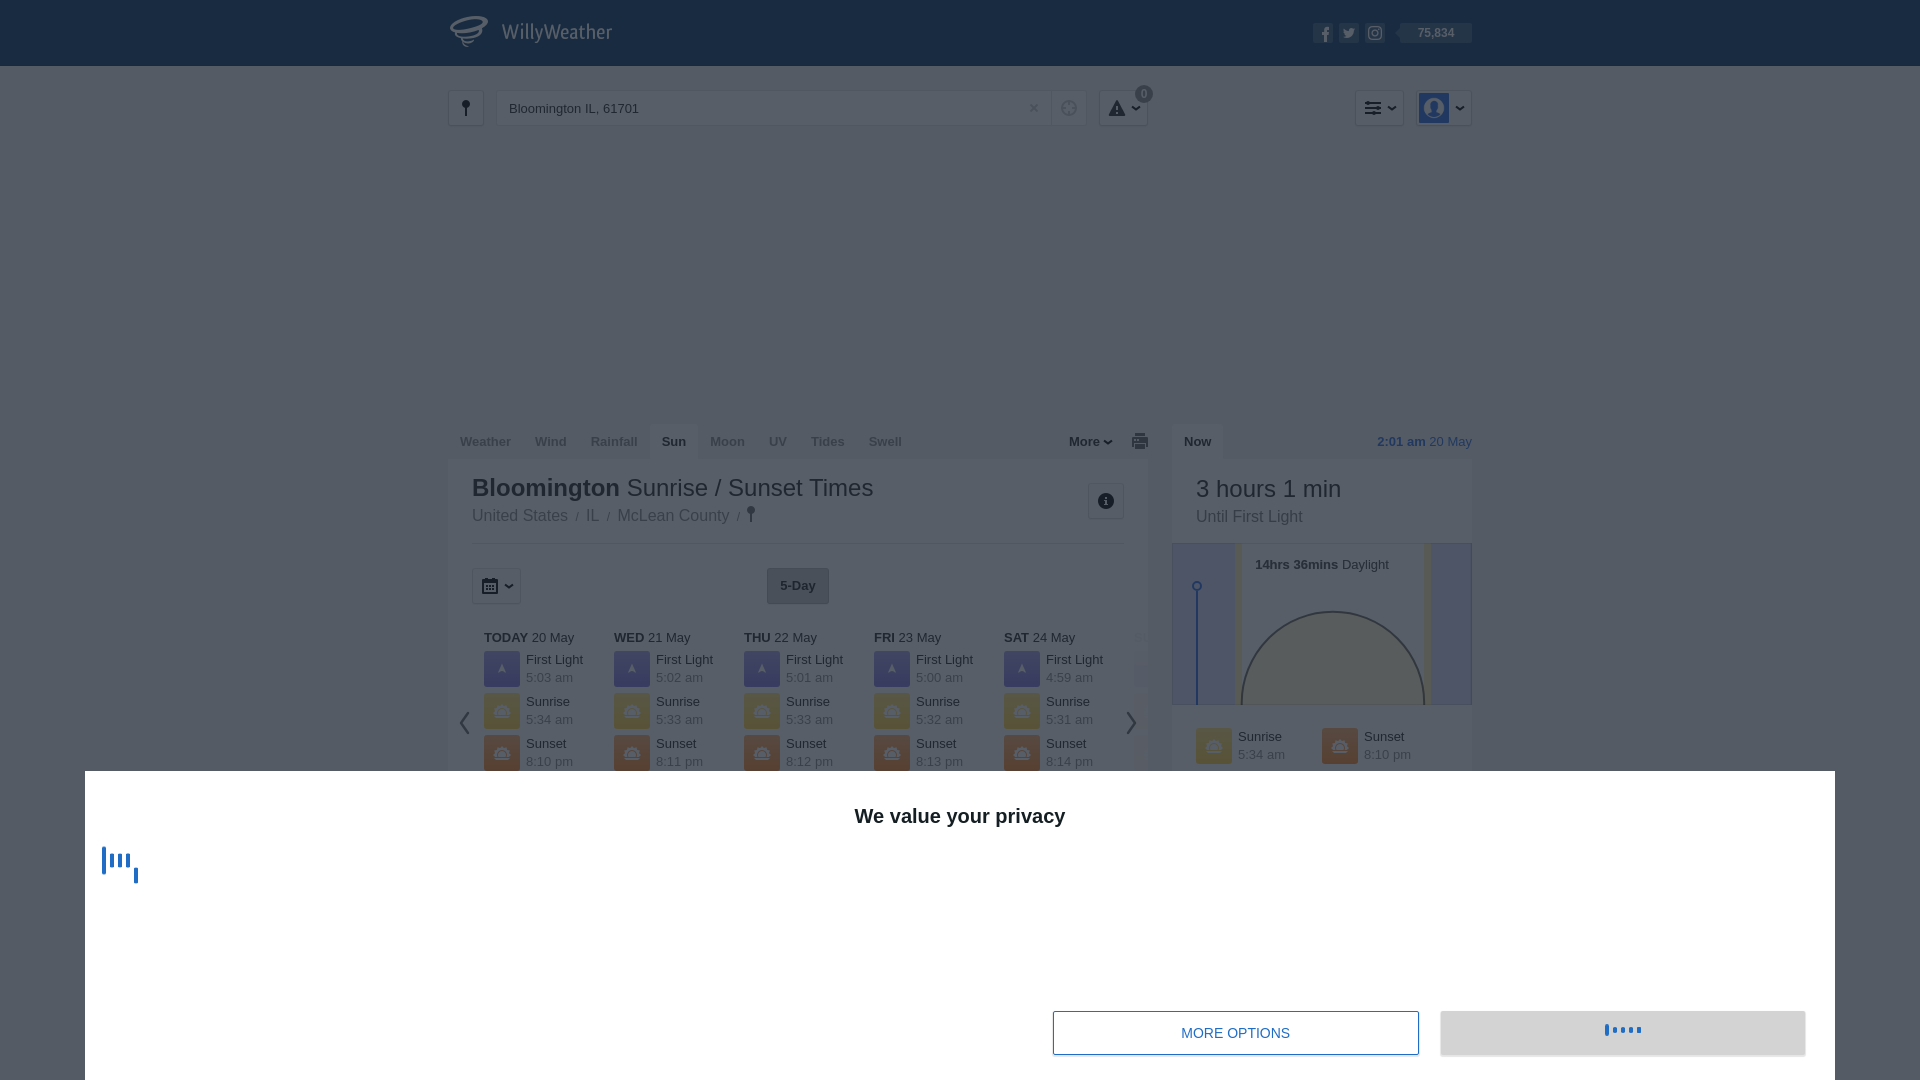 WillyWeather
75,834
Bloomington IL, 61701
0
Weather Wind Rainfall Sun Moon UV Tides Swell More
Now 2:01 am 20 May
Bloomington Sunrise / Sunset Times
United States / IL / McLean County /
3 hours 1 min
Until First Light
14hrs 36mins Daylight
5-Day
TODAY 20 May
First Light
5:03 am
Sunrise
5:34 am
Sunset
8:10 pm
WED 21 May
First Light
5:02 am
Sunrise
5:33 am
Sunset
8:11 pm
THU 22 May
First Light
5:01 am
Sunrise
5:33 am
Sunset
8:12 pm
FRI 23 May
First Light
5:00 am
Sunrise
5:32 am
Sunset
8:13 pm
SAT 24 May
First Light
4:59 am
Sunrise
5:31 am
Sunset
8:14 pm
Sunrise
5:34 am
Sunset
8:10 pm
We value your privacy
MORE OPTIONS